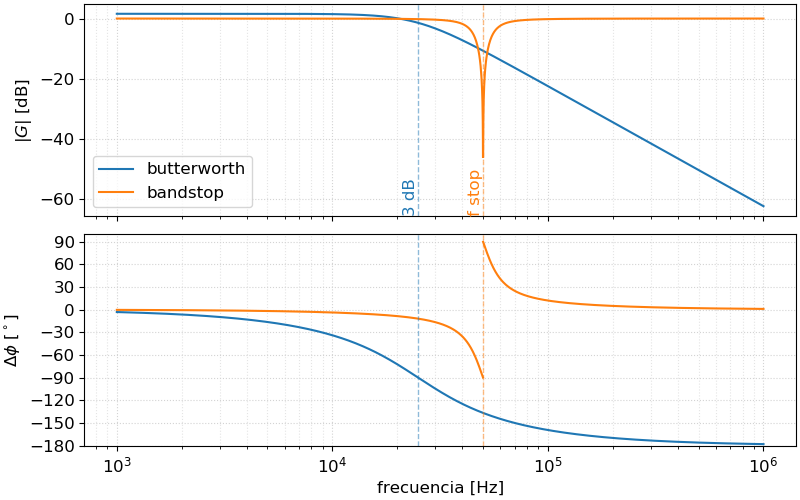 |G| [dB]
0
−20
−40
−60
butterworth
bandstop
3 dB
f stop
Δϕ [°]
90
60
30
0
−30
−60
−90
−120
−150
−180
10³
10⁴
10⁵
10⁶
frecuencia [Hz]